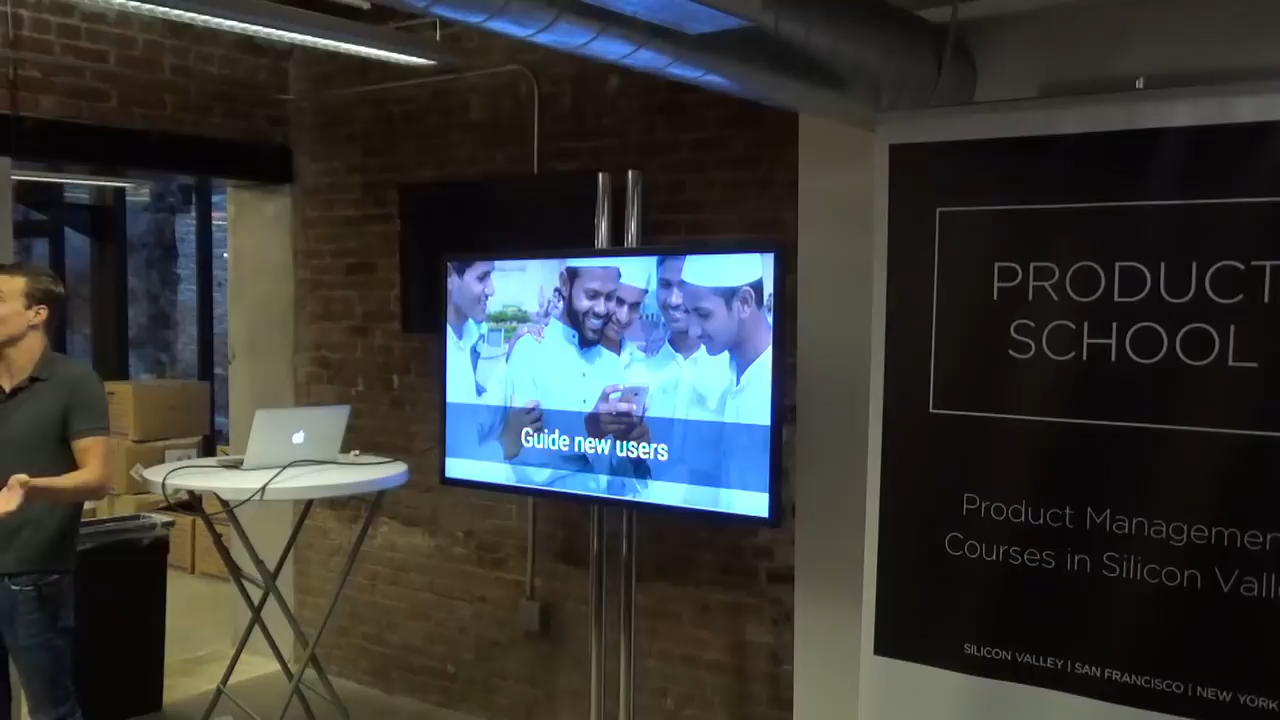 Guide new users
PRODUCT
SCHOOL
Product Managemen
Courses in Silicon Vall
SILICON VALLEY | SAN FRANCISCO | NEW YORK